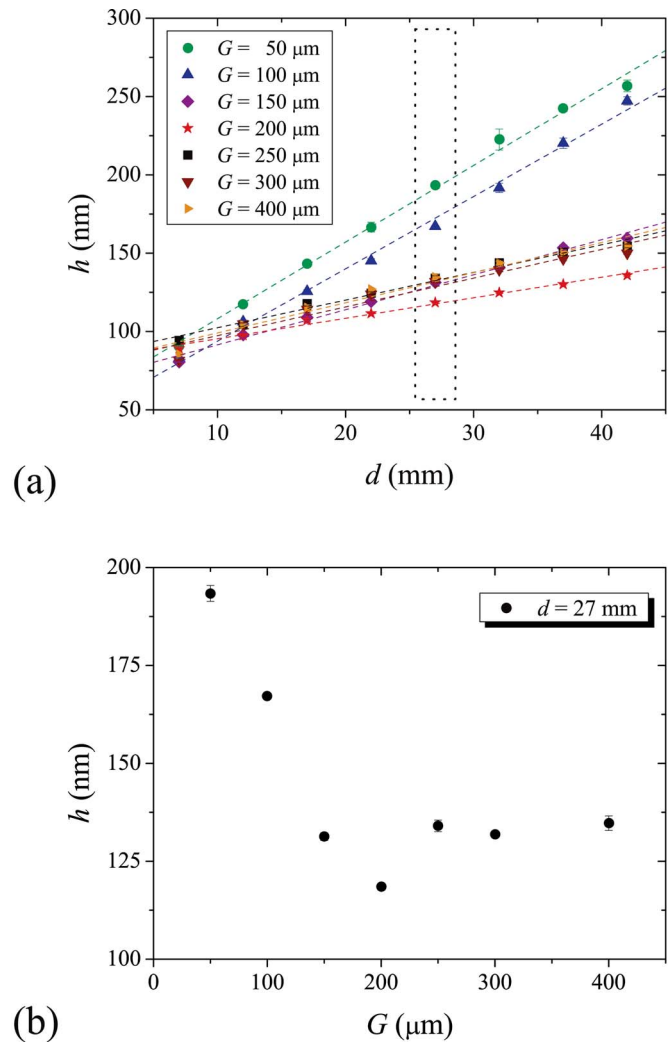 300
250
200
150
100
50
h (nm)
G = 50 µm
G = 100 µm
G = 150 µm
G = 200 µm
G = 250 µm
G = 300 µm
G = 400 µm
10 20 30 40
d (mm)
(a)
200
175
150
125
100
h (nm)
d = 27 mm
0 100 200 300 400
G (µm)
(b)